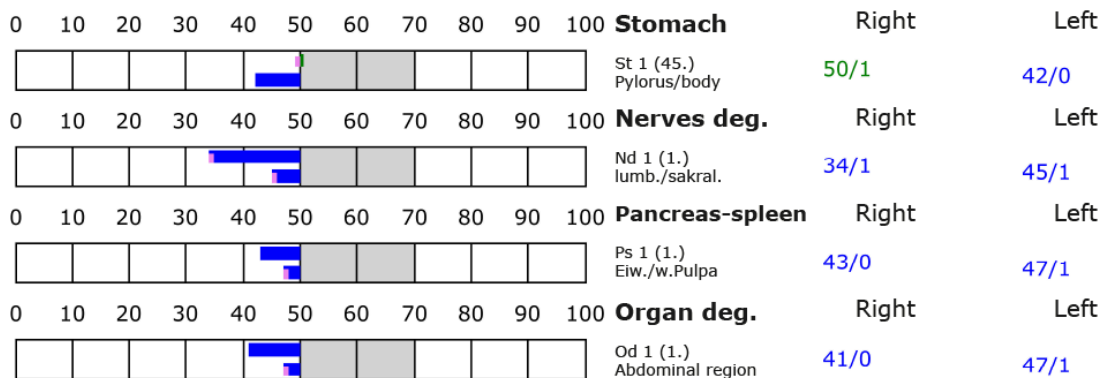 0 10 20 30 40 50 60 70 80 90 100 Stomach Right Left
St 1 (45.)
Pylorus/body
50/1 42/0
0 10 20 30 40 50 60 70 80 90 100 Nerves deg. Right Left
Nd 1 (1.)
lumb./sakral.
34/1 45/1
0 10 20 30 40 50 60 70 80 90 100 Pancreas-spleen Right Left
Ps 1 (1.)
Eiw./w.Pulpa
43/0 47/1
0 10 20 30 40 50 60 70 80 90 100 Organ deg. Right Left
Od 1 (1.)
Abdominal region
41/0 47/1